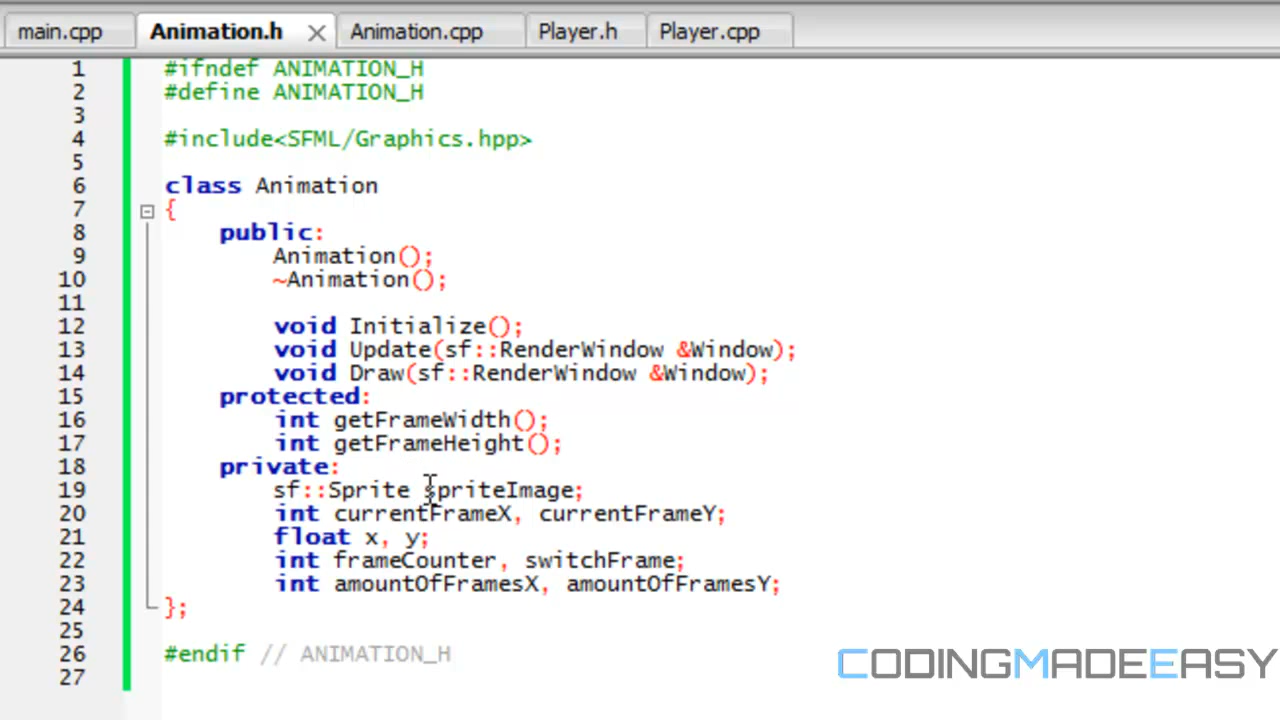 main.cpp Animation.h Animation.cpp Player.h Player.cpp
1 #ifndef ANIMATION_H
2 #define ANIMATION_H
3
4 #include<SFML/Graphics.hpp>
5
6 class Animation
7 {
8 public:
9 Animation();
10 ~Animation();
11
12 void Initialize();
13 void Update(sf::RenderWindow &Window);
14 void Draw(sf::RenderWindow &Window);
15 protected:
16 int getFrameWidth();
17 int getFrameHeight();
18 private:
19 sf::Sprite spriteImage;
20 int currentFrameX, currentFrameY;
21 float x, y;
22 int frameCounter, switchFrame;
23 int amountOfFramesX, amountOfFramesY;
24 };
25
26 #endif // ANIMATION_H
27
CODINGMADEEASY